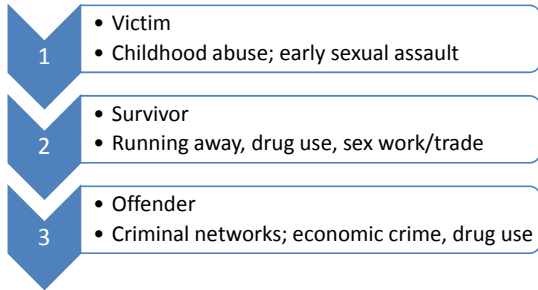 1
• Victim
• Childhood abuse; early sexual assault
2
• Survivor
• Running away, drug use, sex work/trade
3
• Offender
• Criminal networks; economic crime, drug use